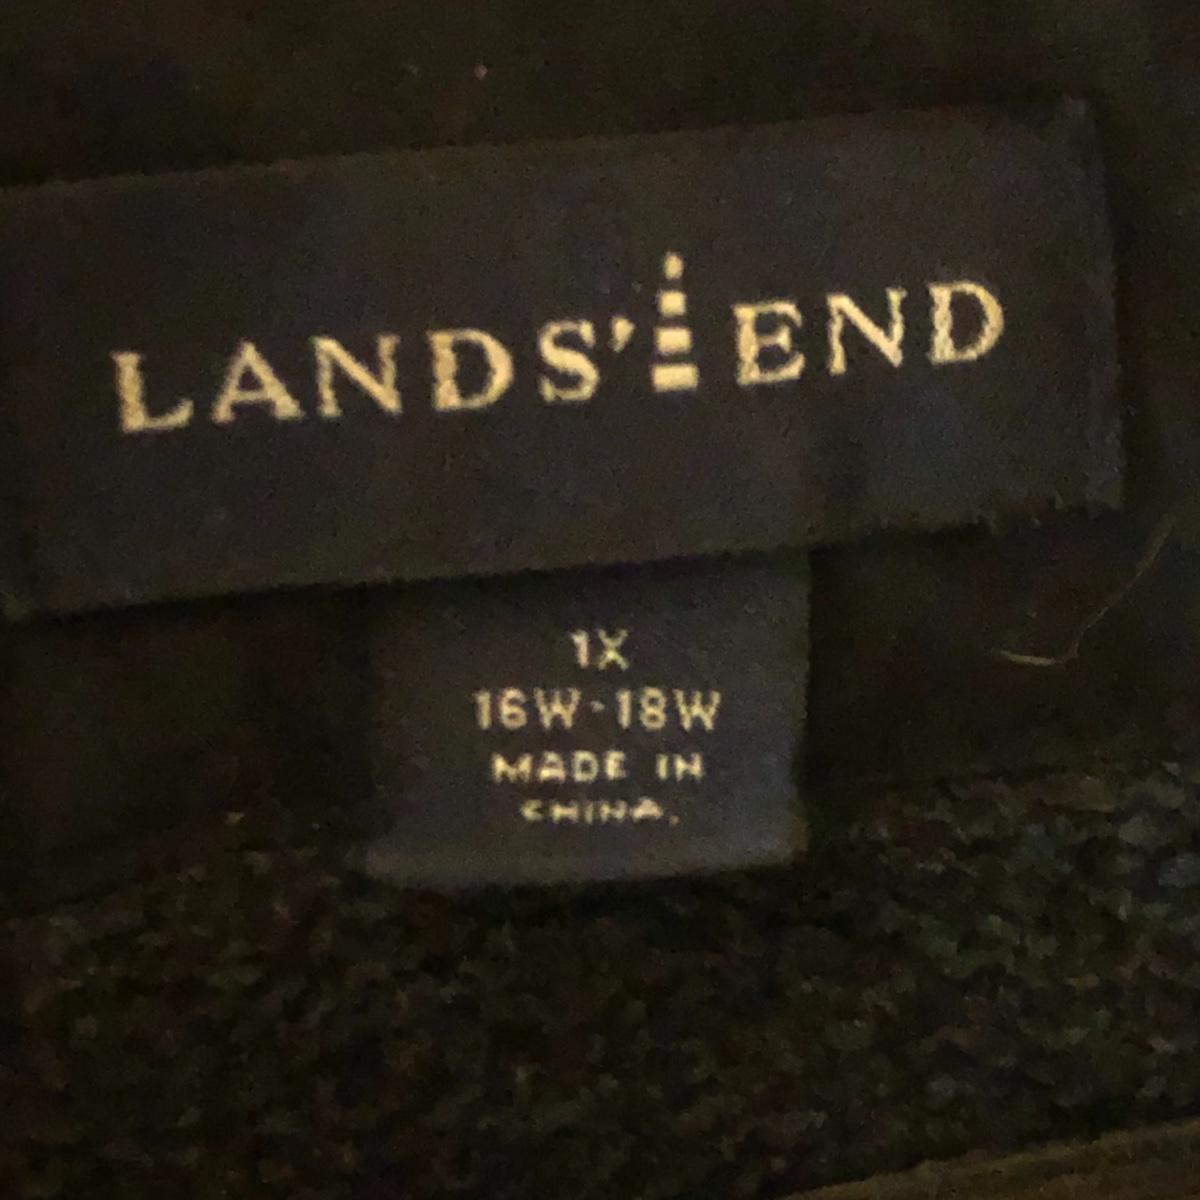 LANDS' END
1X
16W-18W
MADE IN
CHINA.